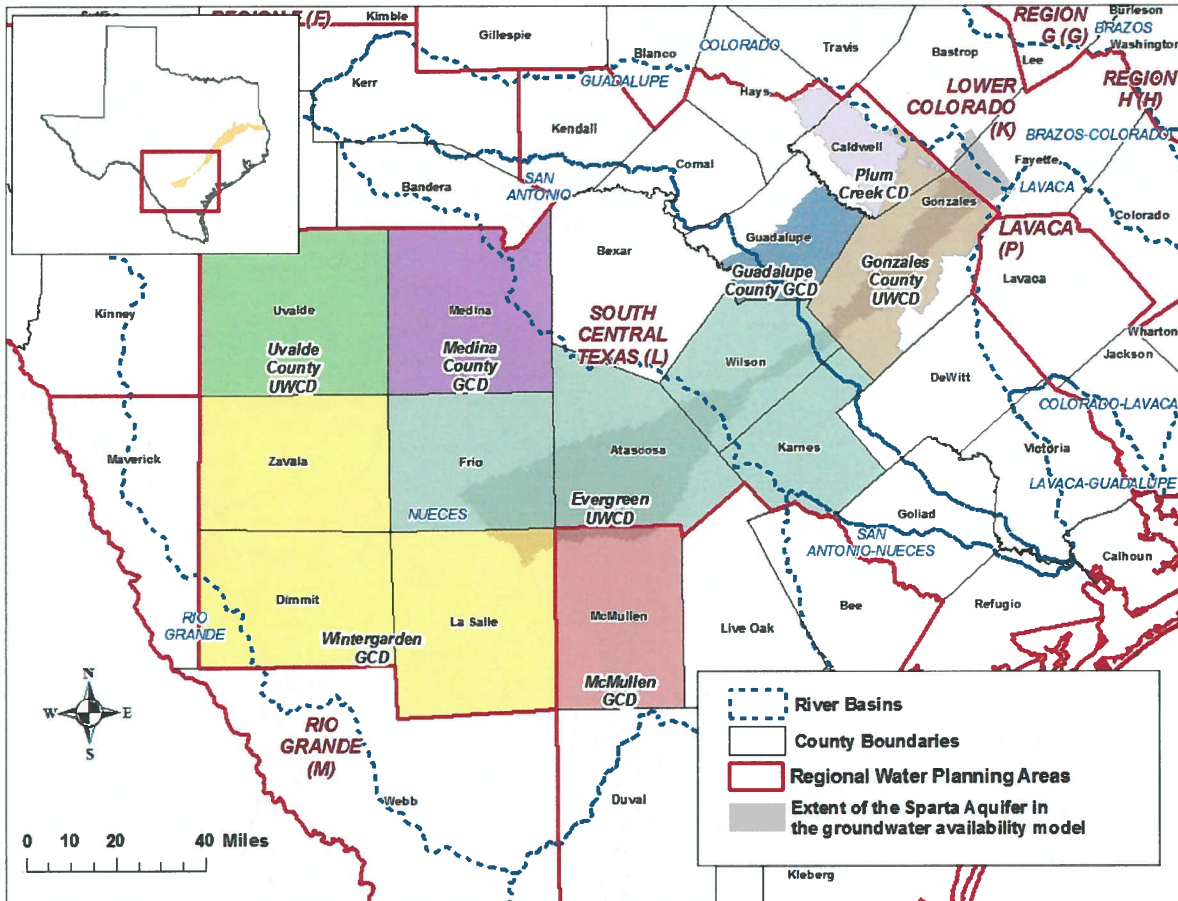 REGION E (F)
Kimble
Gillespie
Blanco
COLORADO
Travis
REGION
G (G)
Burleson
BRAZOS
Washington
Bastrop
Lee
Kerr
GUADALUPE
Hays
LOWER
COLORADO
(K)
REGION
H (H)
Kendall
BRAZOS-COLORADO
Comal
Caldwell
Plum
Creek CD
Fayette
LAVACA
Bandera
SAN
ANTONIO
Gonzales
Colorado
Bexar
Guadalupe
Guadalupe
County GCD
Gonzales
County
UWCD
LAVACA
(P)
Lavaca
Kinney
Uvalde
Uvalde
County
UWCD
Medina
Medina
County
GCD
SOUTH
CENTRAL
TEXAS (L)
Wilson
Wharton
Jackson
DeWitt
COLORADO-LAVACA
Maverick
Zavala
Frio
Atascosa
Karnes
Victoria
LAVACA-GUADALUPE
NUECES
Evergreen
UWCD
Goliad
SAN
ANTONIO-NUECES
Calhoun
Dimmit
La Salle
McMullen
Bee
Refugio
RIO
GRANDE
Wintergarden
GCD
Live Oak
McMullen
GCD
N
W
E
S
RIO
GRANDE
(M)
Webb
Duval
0 10 20 40 Miles
River Basins
County Boundaries
Regional Water Planning Areas
Extent of the Sparta Aquifer in
the groundwater availability model
Kleberg